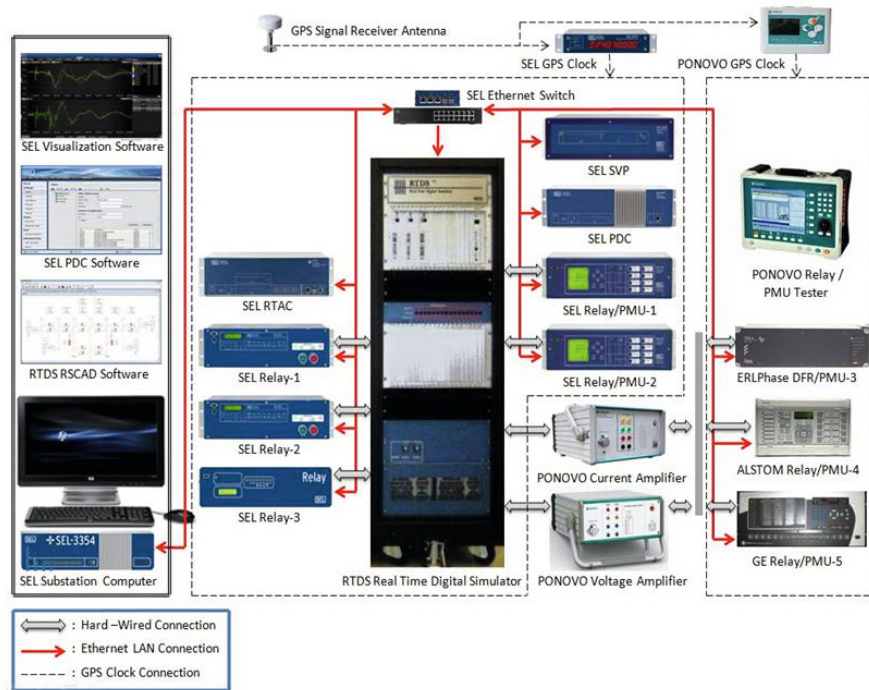 GPS Signal Receiver Antenna
SEL GPS Clock
PONOVO GPS Clock
SEL Ethernet Switch
SEL Visualization Software
SEL SVP
SEL PDC Software
SEL PDC
PONOVO Relay /
PMU Tester
RTDS
SEL RTAC
SEL Relay/PMU-1
RTDS RSCAD Software
SEL Relay-1
SEL Relay/PMU-2
ERLPhase DFR/PMU-3
SEL Relay-2
PONOVO Current Amplifier
ALSTOM Relay/PMU-4
Relay
SEL Relay-3
SEL-3354
SEL Substation Computer
RTDS Real Time Digital Simulator
PONOVO Voltage Amplifier
GE Relay/PMU-5
: Hard –Wired Connection
: Ethernet LAN Connection
: GPS Clock Connection